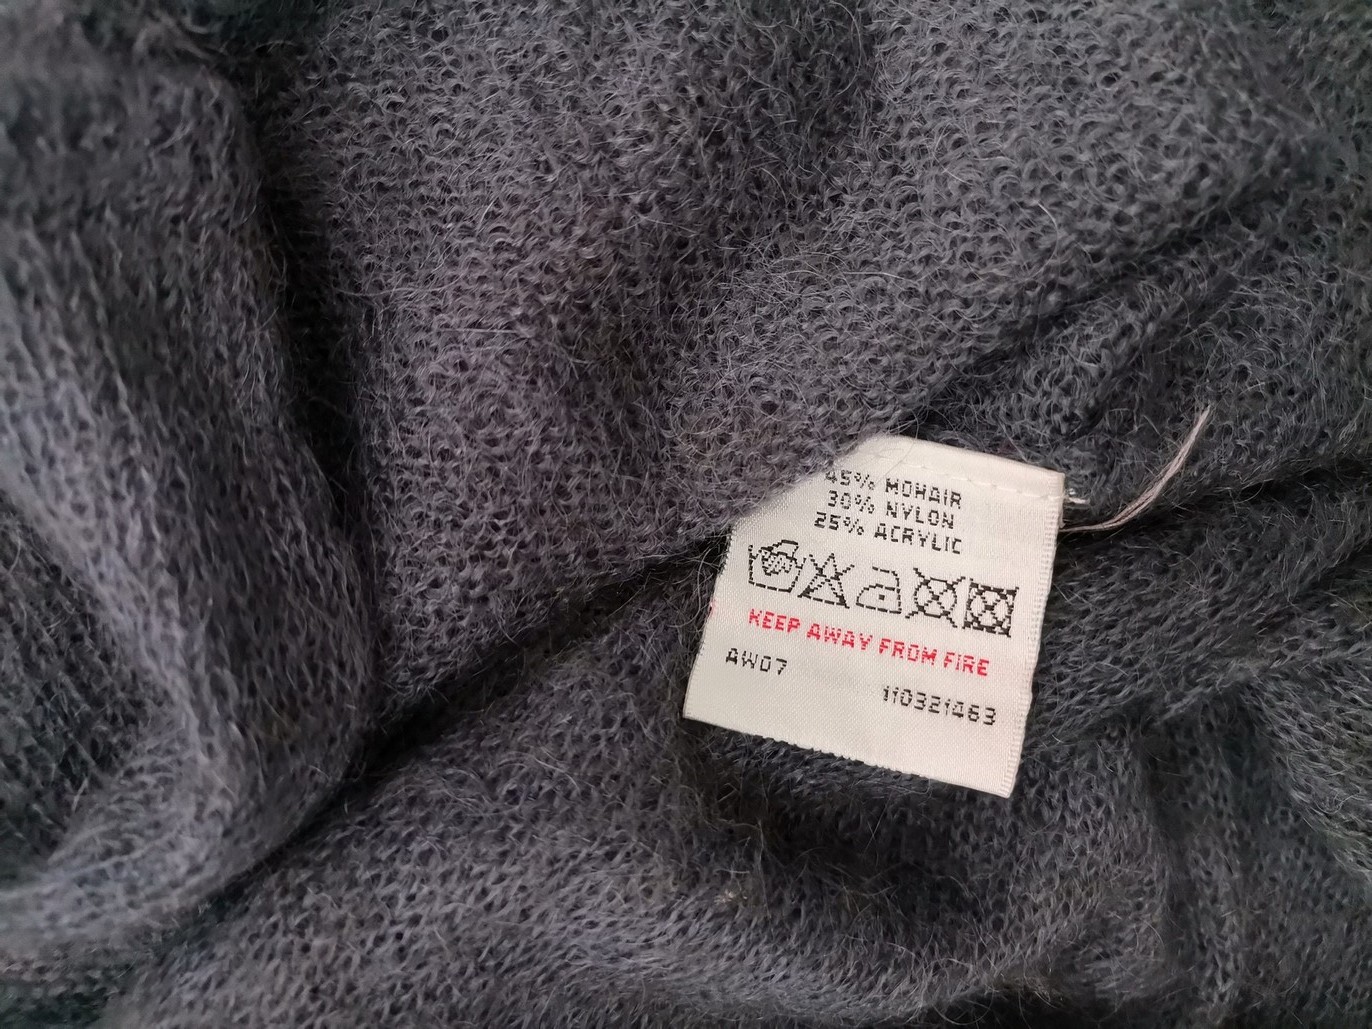 45% MOHAIR
30% NYLON
25% ACRYLIC
KEEP AWAY FROM FIRE
AW07
110321463